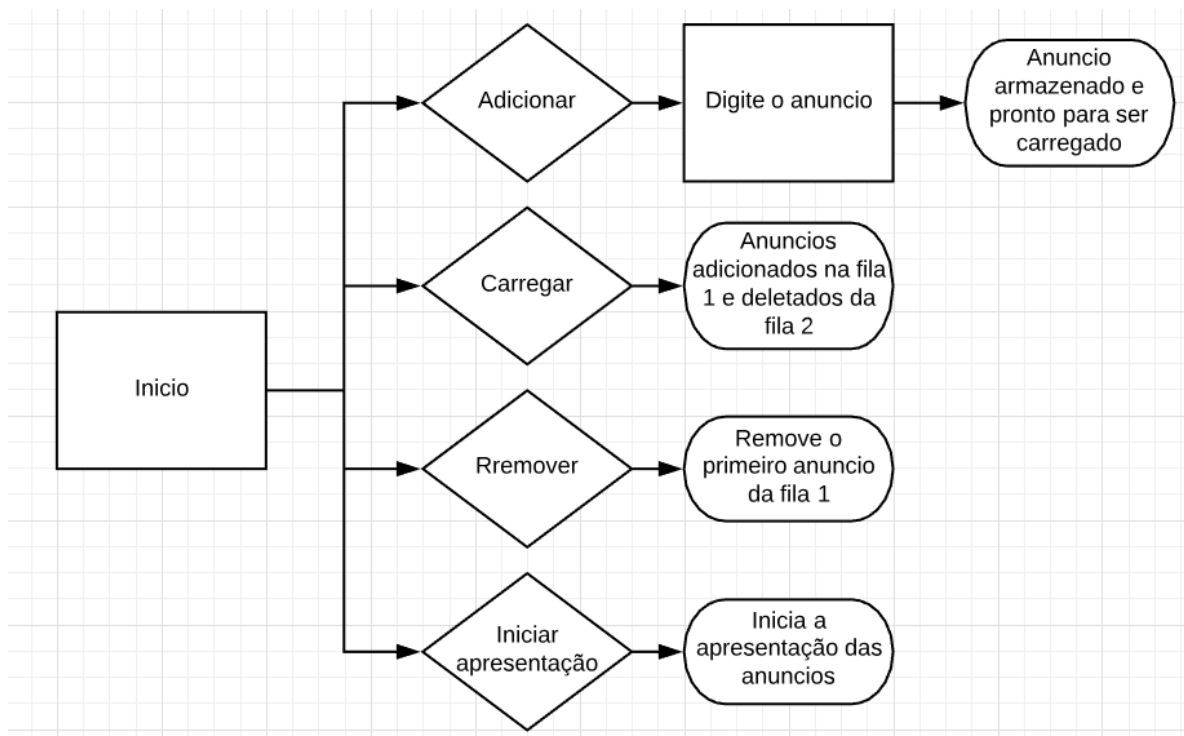 Adicionar
Digite o anuncio
Anuncio
armazenado e
pronto para ser
carregado
Carregar
Anuncios
adicionados na fila
1 e deletados da
fila 2
Inicio
Rremover
Remove o
primeiro anuncio
da fila 1
Iniciar
apresentação
Inicia a
apresentação das
anuncios